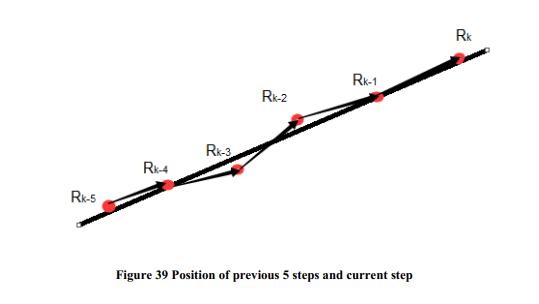 Rk
Rk-1
Rk-2
Rk-3
Rk-4
Rk-5
Figure 39 Position of previous 5 steps and current step